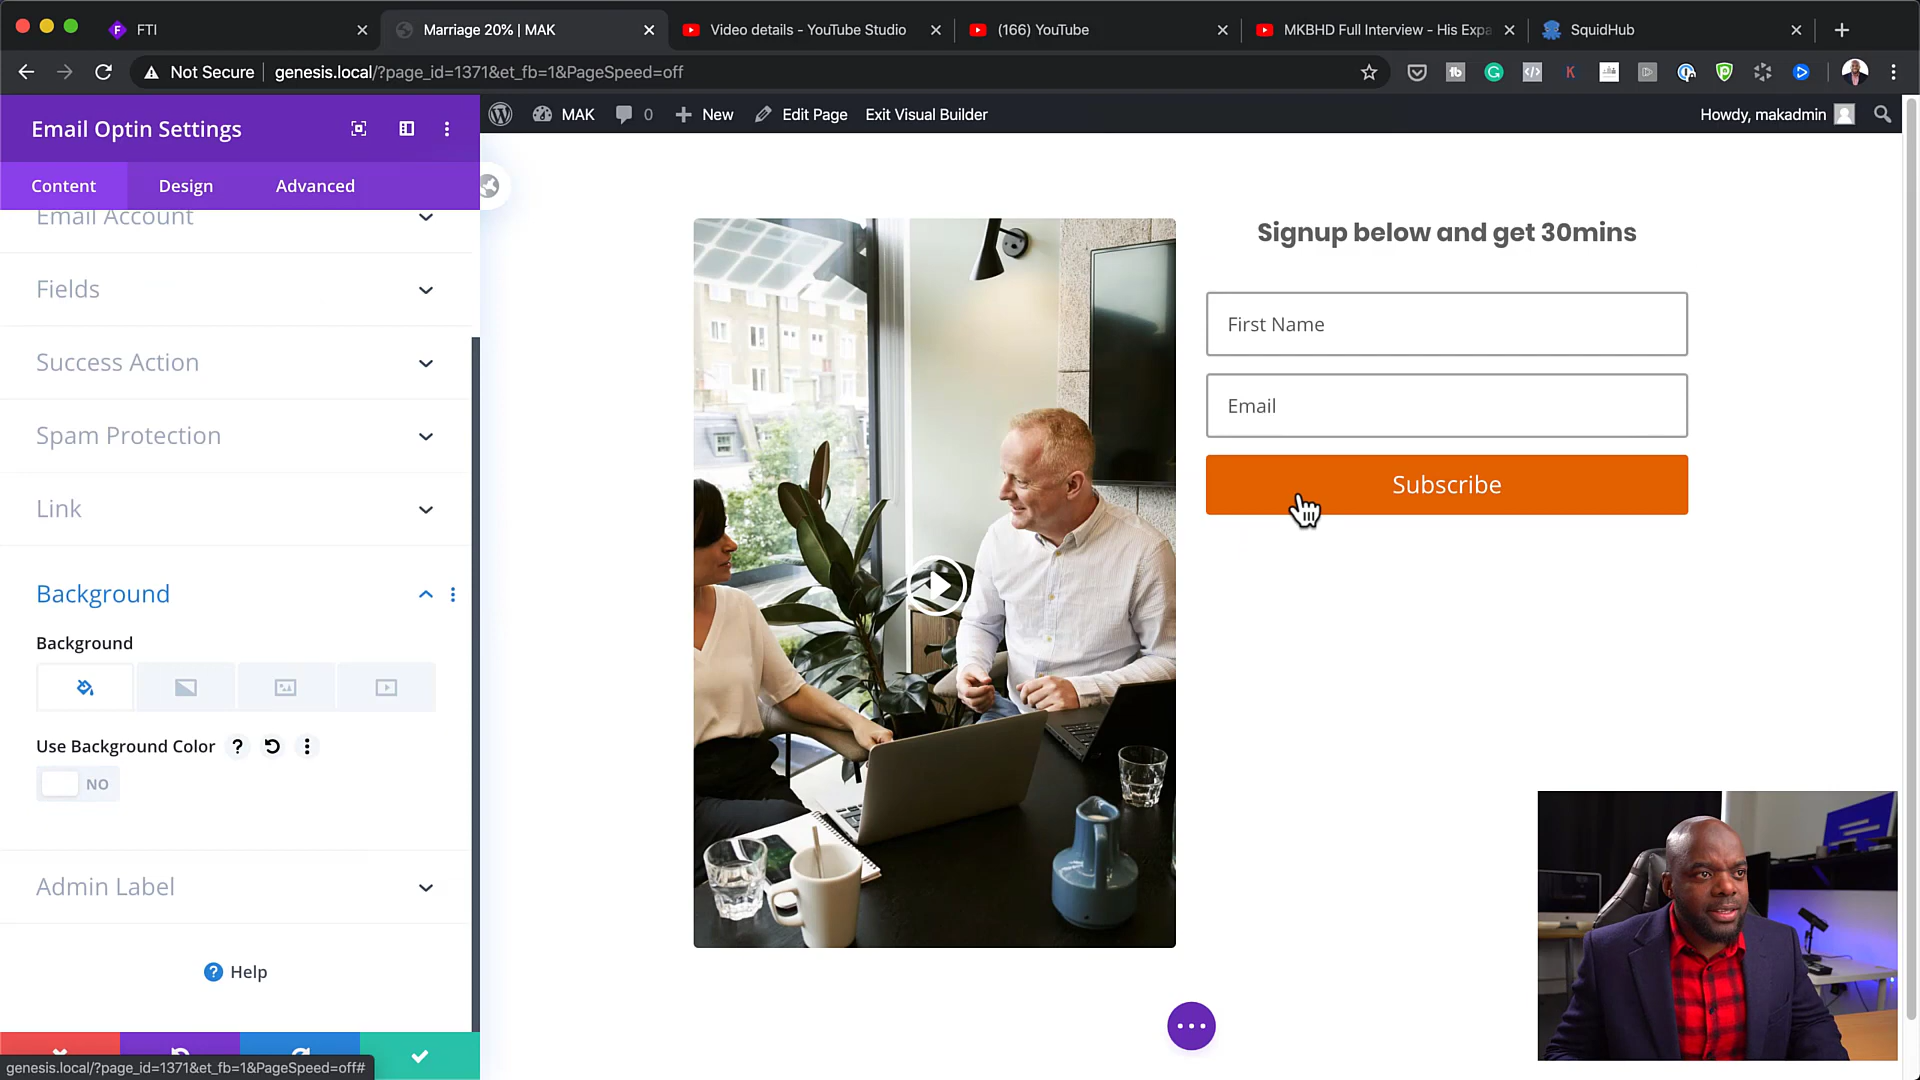 FTI
Marriage 20% | MAK
Video details - YouTube Studio
(166) YouTube
MKBHD Full Interview - His Expa
SquidHub
Not Secure
genesis.local/?page_id=1371&et_fb=1&PageSpeed=off
Email Optin Settings
MAK
0
New
Edit Page
Exit Visual Builder
Howdy, makadmin
Content
Design
Advanced
Email Account
Fields
Success Action
Spam Protection
Link
Background
Background
Use Background Color
?
NO
Admin Label
? Help
genesis.local/?page_id=1371&et_fb=1&PageSpeed=off#
Signup below and get 30mins
First Name
Email
Subscribe